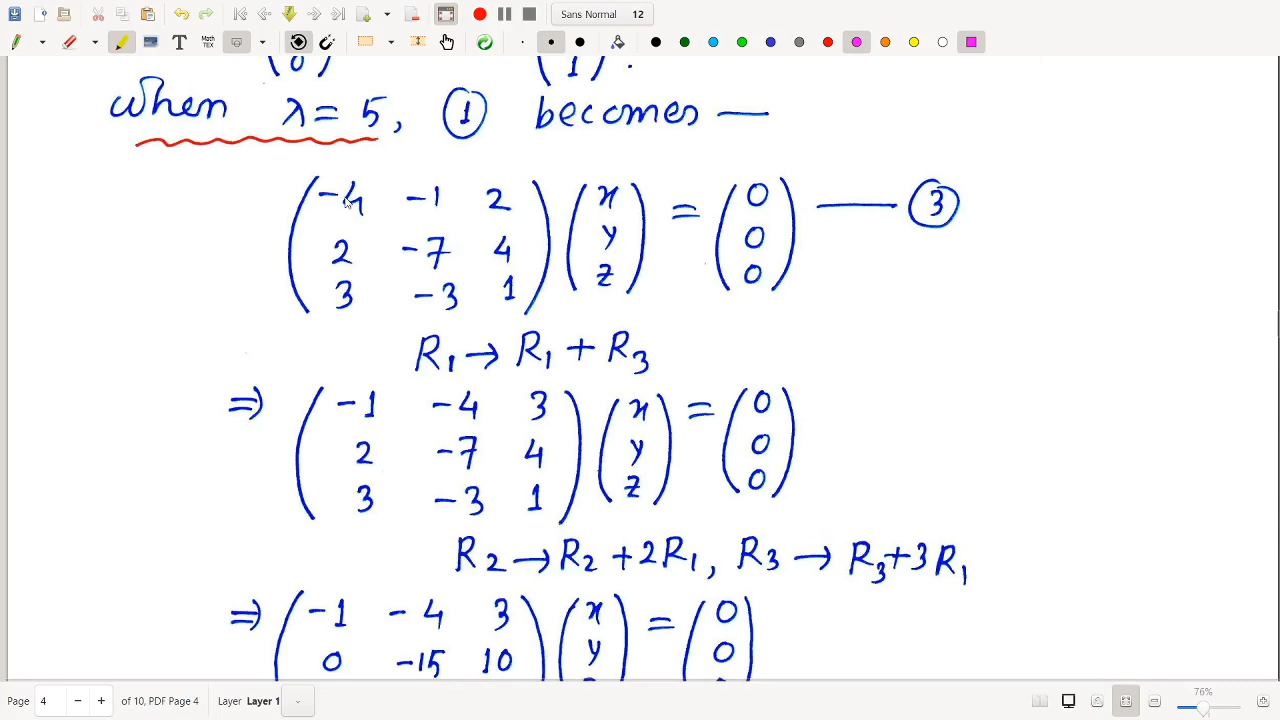 Sans Normal 12
(0) (1) .
When λ = 5, ① becomes —
( -4 -1 2 ) ( x ) = ( 0 ) —— ③
( 2 -7 4 ) ( y ) ( 0 )
( 3 -3 1 ) ( z ) ( 0 )
R₁ → R₁ + R₃
⇒ ( -1 -4 3 ) ( x ) = ( 0 )
( 2 -7 4 ) ( y ) ( 0 )
( 3 -3 1 ) ( z ) ( 0 )
R₂ → R₂ + 2R₁, R₃ → R₃ + 3R₁
⇒ ( -1 -4 3 ) ( x ) = ( 0 )
( 0 -15 10 ) ( y ) ( 0 )
Page 4 of 10, PDF Page 4 Layer Layer 1 76%